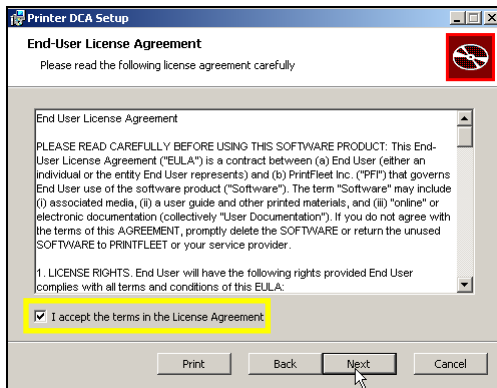 Printer DCA Setup
End-User License Agreement
Please read the following license agreement carefully
End User License Agreement
PLEASE READ CAREFULLY BEFORE USING THIS SOFTWARE PRODUCT: This End-
User License Agreement ("EULA") is a contract between (a) End User (either an
individual or the entity End User represents) and (b) PrintFleet Inc. ("PFI") that governs
End User use of the software product ("Software"). The term "Software" may include
(i) associated media, (ii) a user guide and other printed materials, and (iii) "online" or
electronic documentation (collectively "User Documentation"). If you do not agree with
the terms of this AGREEMENT, promptly delete the SOFTWARE or return the unused
SOFTWARE to PRINTFLEET or your service provider.
1. LICENSE RIGHTS. End User will have the following rights provided End User
complies with all terms and conditions of this EULA:
I accept the terms in the License Agreement
Print Back Next Cancel